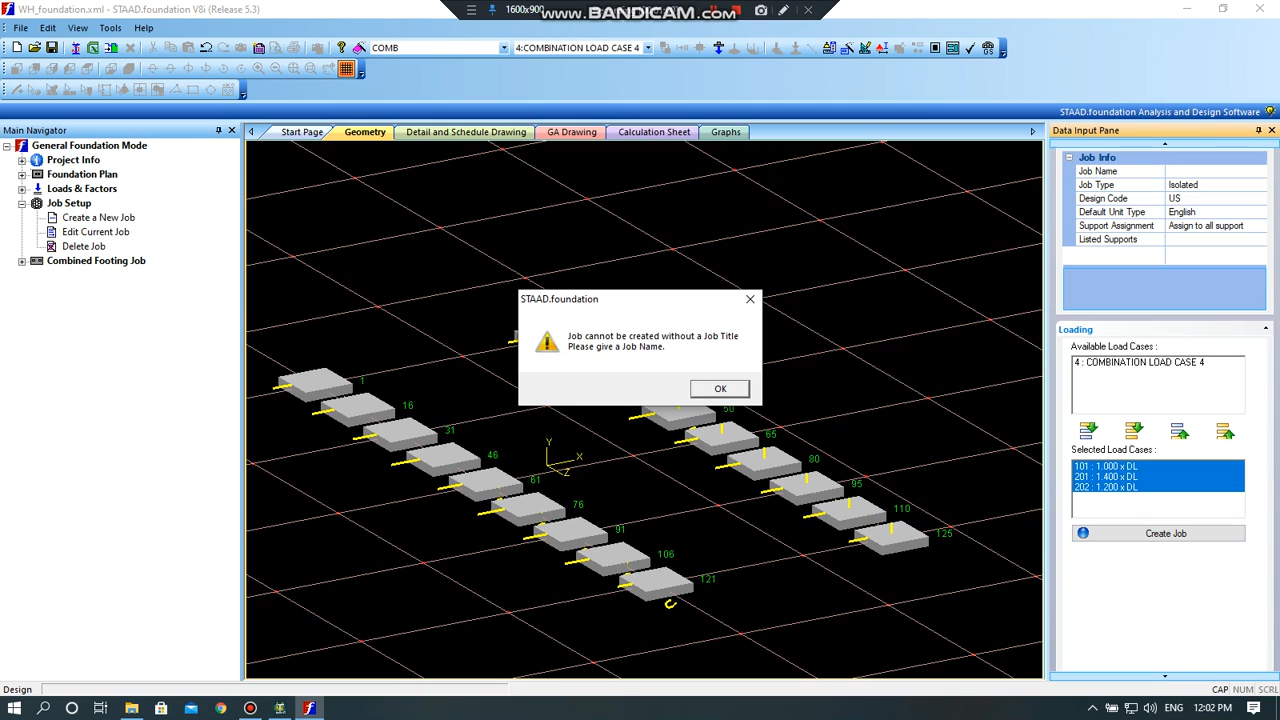 WH_foundation.xml - STAAD.foundation V8i (Release 5.3)
1600x900
www.BANDICAM.com
File Edit View Tools Help
COMB
4:COMBINATION LOAD CASE 4
STAAD.foundation Analysis and Design Software
Main Navigator
General Foundation Mode
Project Info
Foundation Plan
Loads & Factors
Job Setup
Create a New Job
Edit Current Job
Delete Job
Combined Footing Job
Start Page Geometry Detail and Schedule Drawing GA Drawing Calculation Sheet Graphs
STAAD.foundation
Job cannot be created without a Job Title
Please give a Job Name.
OK
1
16
31
46
61
76
91
106
121
50
65
80
95
110
125
Y
X
Z
Data Input Pane
Job Info
Job Name
Job Type Isolated
Design Code US
Default Unit Type English
Support Assignment Assign to all support
Listed Supports
Loading
Available Load Cases :
4 : COMBINATION LOAD CASE 4
Selected Load Cases :
101 : 1.000 x DL
201 : 1.400 x DL
202 : 1.200 x DL
Create Job
Design
CAP NUM SCRL
ENG 12:02 PM